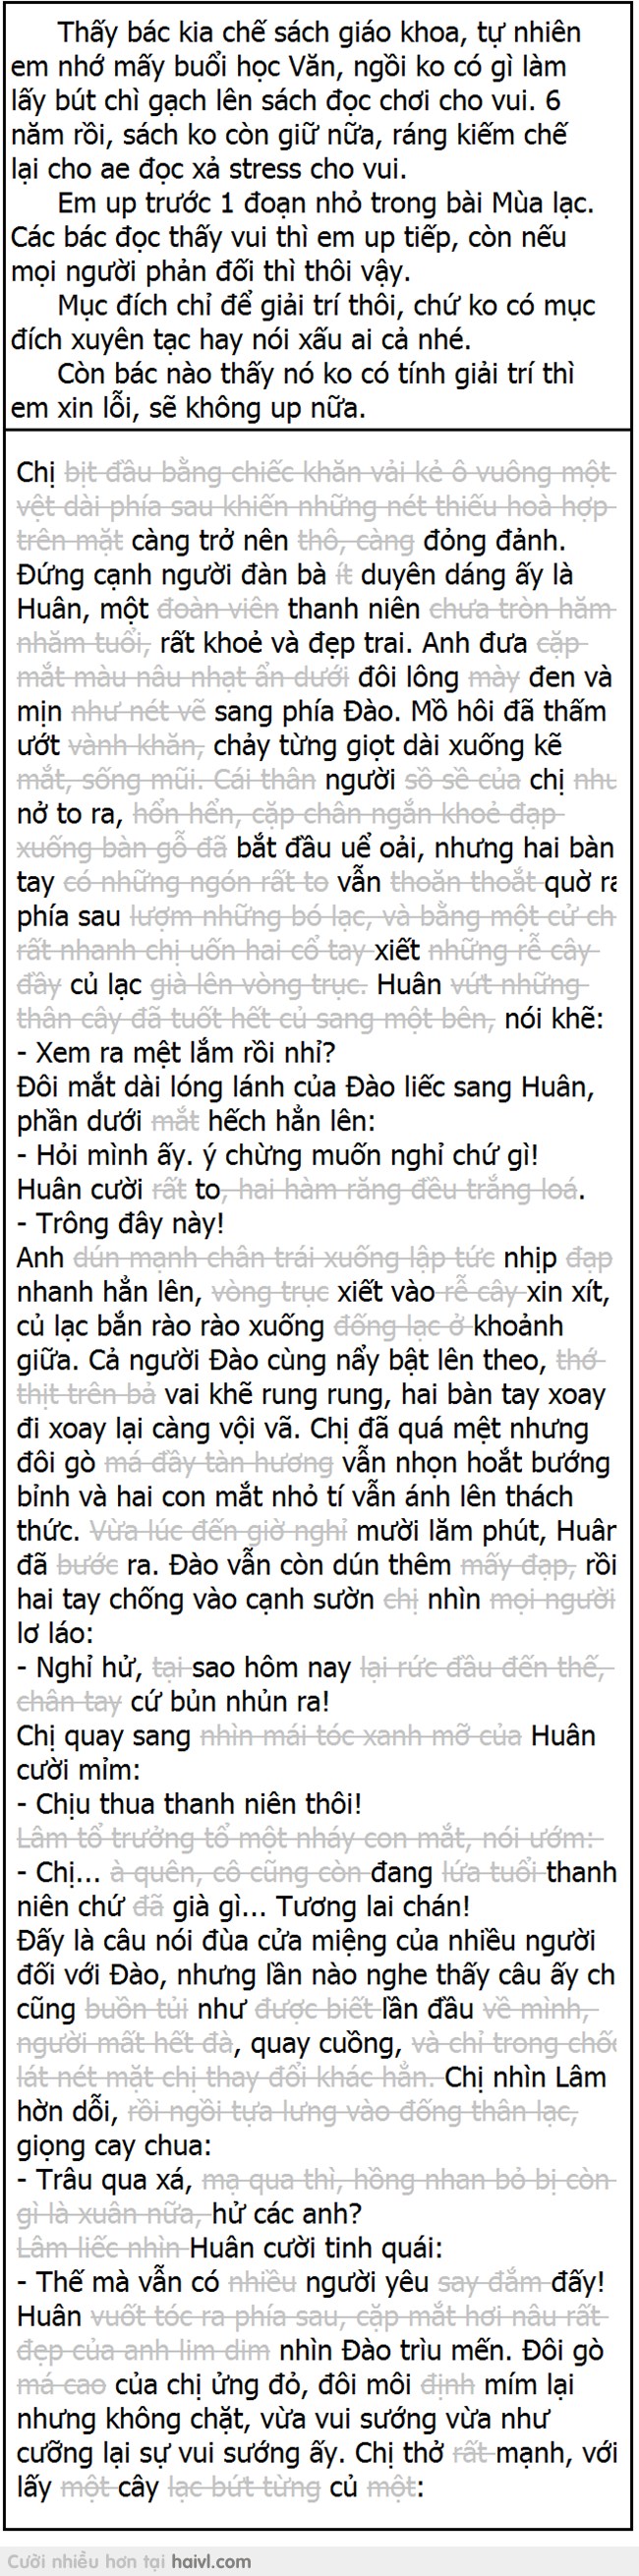 Thấy bác kia chế sách giáo khoa, tự nhiên
em nhớ mấy buổi học Văn, ngồi ko có gì làm
lấy bút chì gạch lên sách đọc chơi cho vui. 6
năm rồi, sách ko còn giữ nữa, ráng kiếm chế
lại cho ae đọc xả stress cho vui.
Em up trước 1 đoạn nhỏ trong bài Mùa lạc.
Các bác đọc thấy vui thì em up tiếp, còn nếu
mọi người phản đối thì thôi vậy.
Mục đích chỉ để giải trí thôi, chứ ko có mục
đích xuyên tạc hay nói xấu ai cả nhé.
Còn bác nào thấy nó ko có tính giải trí thì
em xin lỗi, sẽ không up nữa.
Chị bịt đầu bằng chiếc khăn vải kẻ ô vuông một
vệt dài phía sau khiến những nét thiếu hoà hợp
trên mặt càng trở nên thô, càng đỏng đảnh.
Đứng cạnh người đàn bà ít duyên dáng ấy là
Huân, một đoàn viên thanh niên chưa tròn hăm
nhăm tuổi, rất khoẻ và đẹp trai. Anh đưa cặp
mắt màu nâu nhạt ẩn dưới đôi lông mày đen và
mịn như nét vẽ sang phía Đào. Mồ hôi đã thấm
ướt vành khăn, chảy từng giọt dài xuống kẽ
mắt, sống mũi. Cái thân người sồ sề của chị như
nở to ra, hổn hển, cặp chân ngắn khoẻ đạp
xuống bàn gỗ đã bắt đầu uể oải, nhưng hai bàn
tay có những ngón rất to vẫn thoăn thoắt quờ ra
phía sau lượm những bó lạc, và bằng một cử ch
rất nhanh chị uốn hai cổ tay xiết những rễ cây
đầy củ lạc già lên vòng trục. Huân vứt những
thân cây đã tuốt hết củ sang một bên, nói khẽ:
- Xem ra mệt lắm rồi nhỉ?
Đôi mắt dài lóng lánh của Đào liếc sang Huân,
phần dưới mắt hếch hẳn lên:
- Hỏi mình ấy. ý chừng muốn nghỉ chứ gì!
Huân cười rất to, hai hàm răng đều trắng loá.
- Trông đây này!
Anh dún mạnh chân trái xuống lập tức nhịp đạp
nhanh hẳn lên, vòng trục xiết vào rễ cây xin xít,
củ lạc bắn rào rào xuống đống lạc ở khoảnh
giữa. Cả người Đào cùng nẩy bật lên theo, thớ
thịt trên bả vai khẽ rung rung, hai bàn tay xoay
đi xoay lại càng vội vã. Chị đã quá mệt nhưng
đôi gò má đầy tàn hương vẫn nhọn hoắt bướng
bỉnh và hai con mắt nhỏ tí vẫn ánh lên thách
thức. Vừa lúc đến giờ nghỉ mười lăm phút, Huân
đã bước ra. Đào vẫn còn dún thêm mấy đạp, rồi
hai tay chống vào cạnh sườn chị nhìn mọi người
lơ láo:
- Nghỉ hử, tại sao hôm nay lại rức đầu đến thế,
chân tay cứ bủn nhủn ra!
Chị quay sang nhìn mái tóc xanh mỡ của Huân
cười mỉm:
- Chịu thua thanh niên thôi!
Lâm tổ trưởng tổ một nháy con mắt, nói ướm:
- Chị... à quên, cô cũng còn đang lứa tuổi thanh
niên chứ đã già gì... Tương lai chán!
Đấy là câu nói đùa cửa miệng của nhiều người
đối với Đào, nhưng lần nào nghe thấy câu ấy ch
cũng buồn tủi như được biết lần đầu về mình,
người mất hết đà, quay cuồng, và chỉ trong chốc
lát nét mặt chị thay đổi khác hẳn. Chị nhìn Lâm
hờn dỗi, rồi ngồi tựa lưng vào đống thân lạc,
giọng cay chua:
- Trâu qua xá, mạ qua thì, hồng nhan bỏ bị còn
gì là xuân nữa, hử các anh?
Lâm liếc nhìn Huân cười tinh quái:
- Thế mà vẫn có nhiều người yêu say đắm đấy!
Huân vuốt tóc ra phía sau, cặp mắt hơi nâu rất
đẹp của anh lim dim nhìn Đào trìu mến. Đôi gò
má cao của chị ửng đỏ, đôi môi định mím lại
nhưng không chặt, vừa vui sướng vừa như
cưỡng lại sự vui sướng ấy. Chị thở rất mạnh, với
lấy một cây lạc bứt từng củ một:
Cười nhiều hơn tại haivl.com